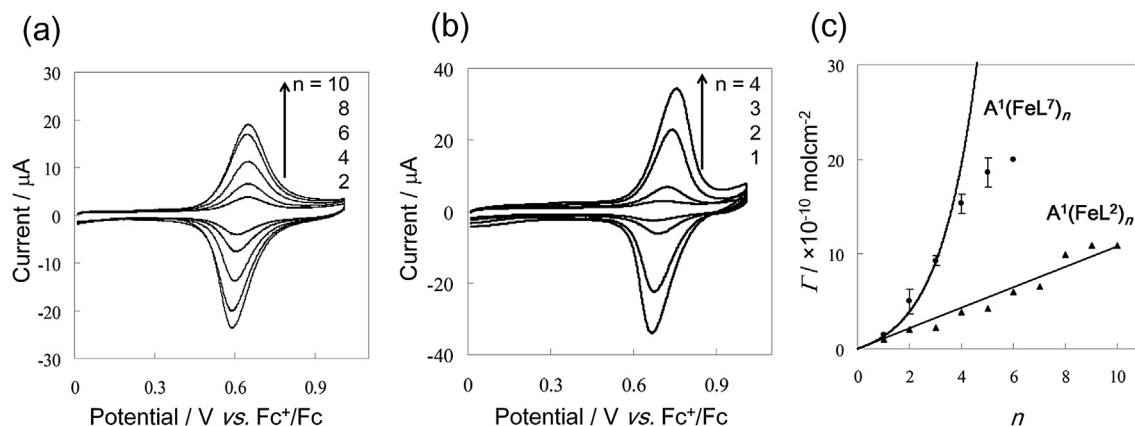 (a)
30
20
10
0
-10
-20
-30
Current / μA
n = 10
8
6
4
2
0
0.3
0.6
0.9
Potential / V vs. Fc⁺/Fc
(b)
40
20
0
-20
-40
Current / μA
n = 4
3
2
1
0
0.3
0.6
0.9
Potential / V vs. Fc⁺/Fc
(c)
30
20
10
0
Γ / ×10⁻¹⁰ molcm⁻²
A¹(FeL⁷)ₙ
A¹(FeL²)ₙ
0
2
4
6
8
10
n